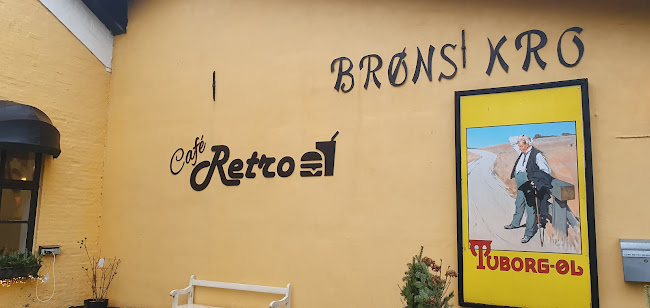 BRØNS KRO
Café
Retro
TUBORG-ØL